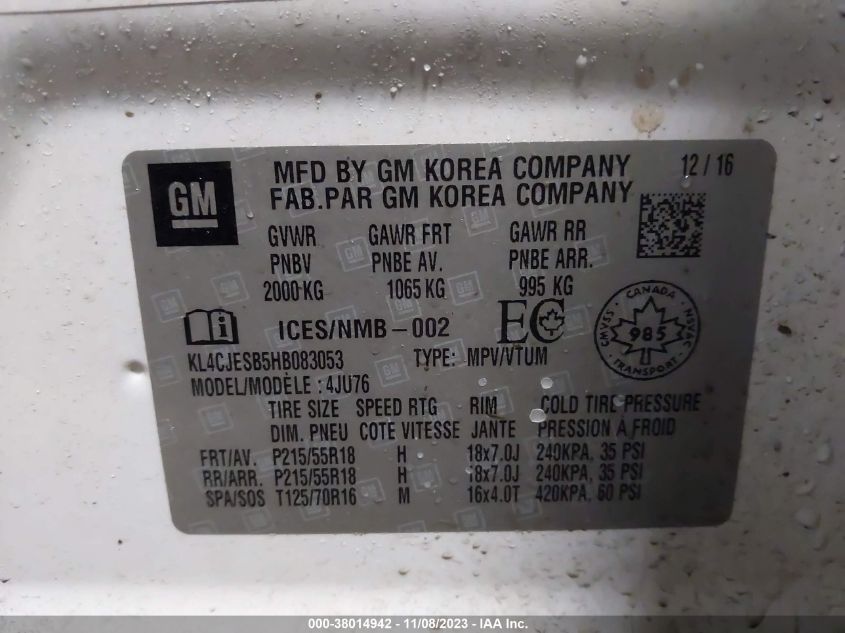 GM
MFD BY GM KOREA COMPANY 12 / 16
FAB.PAR GM KOREA COMPANY
GVWR GAWR FRT GAWR RR
PNBV PNBE AV. PNBE ARR.
2000 KG 1065 KG 995 KG
ICES/NMB-002 EC
CANADA
CMVSS NSVAC
985
TRANSPORT
KL4CJESB5HB083053 TYPE: MPV/VTUM
MODEL/MODÈLE : 4JU76
TIRE SIZE SPEED RTG RIM COLD TIRE PRESSURE
DIM. PNEU COTE VITESSE JANTE PRESSION À FROID
FRT/AV. P215/55R18 H 18x7.0J 240KPA, 35 PSI
RR/ARR. P215/55R18 H 18x7.0J 240KPA, 35 PSI
SPA/SOS T125/70R16 M 16x4.0T 420KPA, 60 PSI
000-38014942 - 11/08/2023 - IAA Inc.